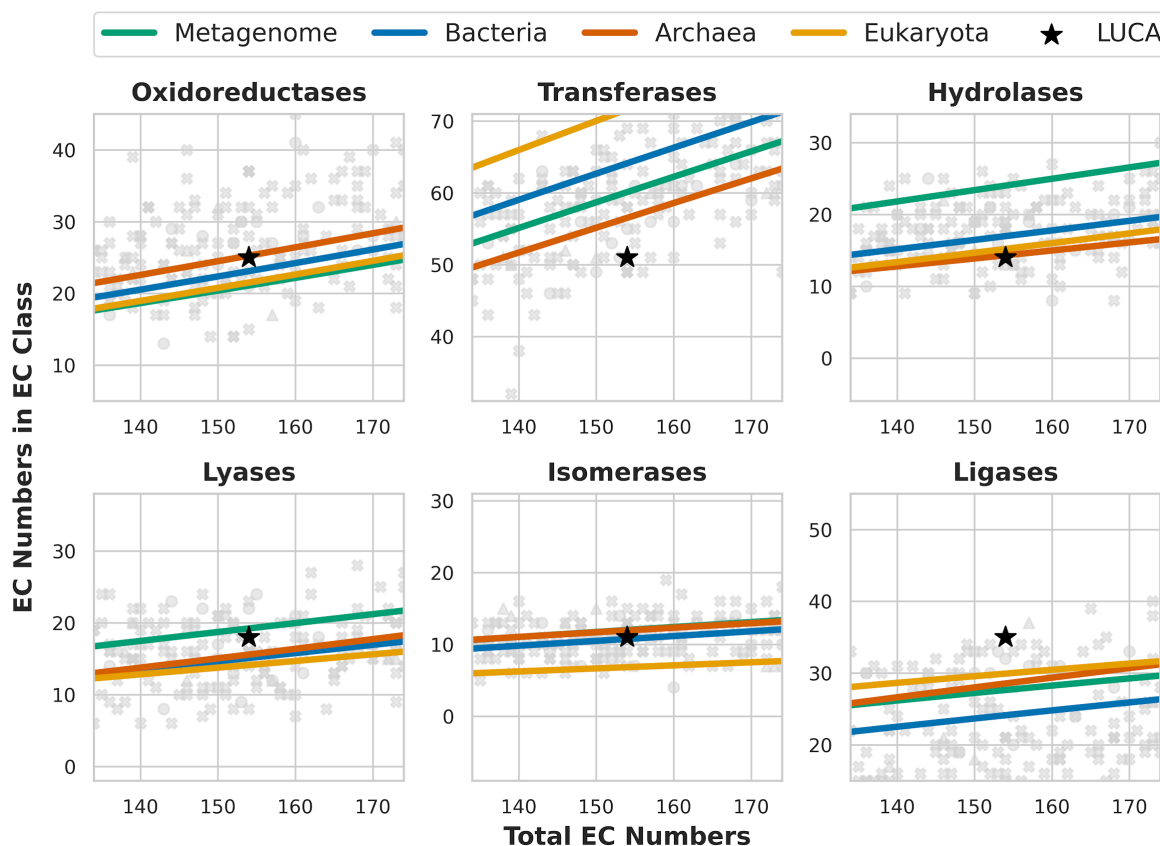 Metagenome Bacteria Archaea Eukaryota LUCA
Oxidoreductases Transferases Hydrolases
40 30 20 10
70 60 50 40
30 20 10 0
140 150 160 170 140 150 160 170 140 150 160 170
EC Numbers in EC Class
Lyases Isomerases Ligases
30 20 10 0
30 20 10 0
50 40 30 20
140 150 160 170 140 150 160 170 140 150 160 170
Total EC Numbers